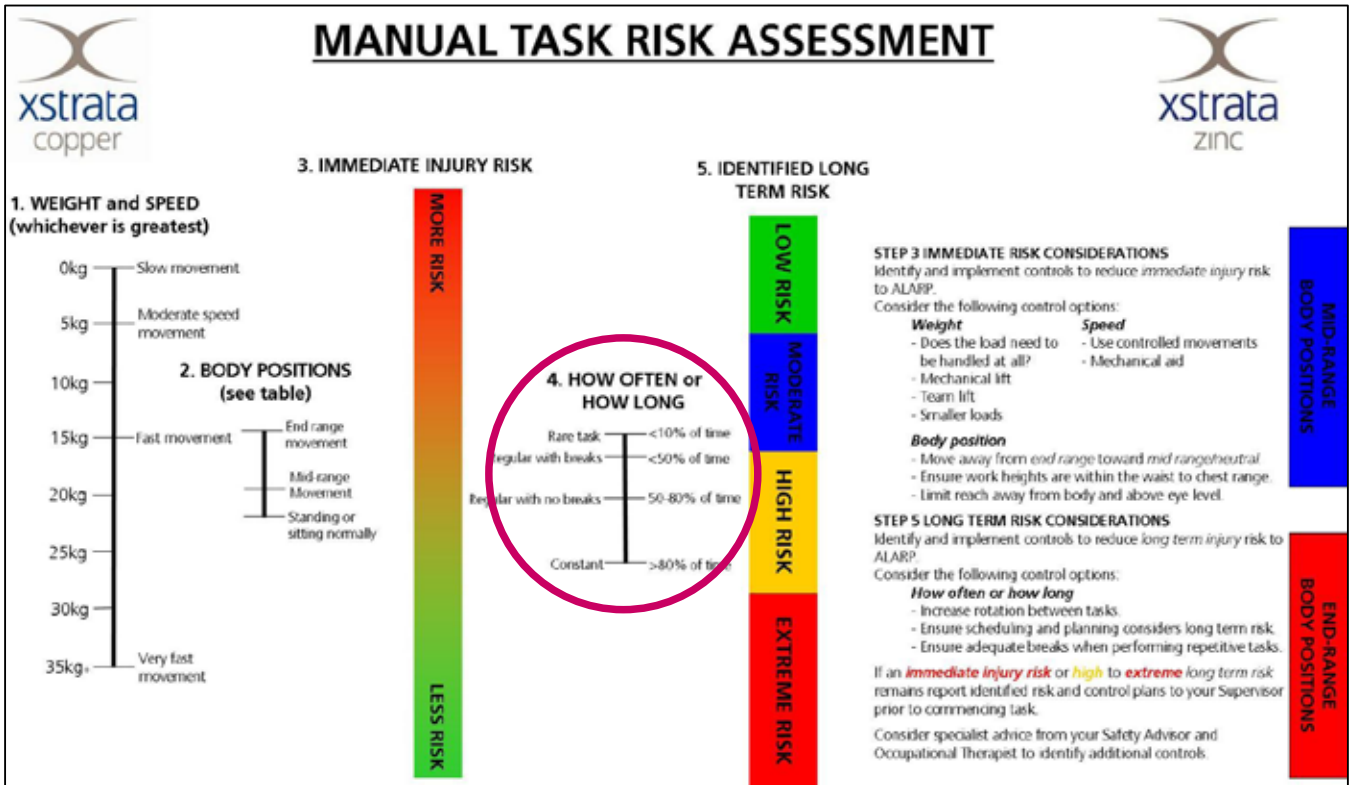 MANUAL TASK RISK ASSESSMENT
xstrata
copper
xstrata
zinc
1. WEIGHT and SPEED
(whichever is greatest)
0kg
Slow movement
5kg
Moderate speed
movement
10kg
15kg
Fast movement
20kg
25kg
30kg
35kg+
Very fast
movement
2. BODY POSITIONS
(see table)
End range
movement
Mid-range
Movement
Standing or
sitting normally
3. IMMEDIATE INJURY RISK
MORE RISK
LESS RISK
4. HOW OFTEN or
HOW LONG
Rare task
<10% of time
Regular with breaks
<50% of time
Regular with no breaks
50-80% of time
Constant
>80% of time
5. IDENTIFIED LONG
TERM RISK
LOW RISK
MODERATE
RISK
HIGH RISK
EXTREME RISK
STEP 3 IMMEDIATE RISK CONSIDERATIONS
Identify and implement controls to reduce immediate injury risk
to ALARP.
Consider the following control options:
Weight
- Does the load need to
be handled at all?
- Mechanical lift
- Team lift
- Smaller loads
Speed
- Use controlled movements
- Mechanical aid
Body position
- Move away from end range toward mid range/neutral
- Ensure work heights are within the waist to chest range.
- Limit reach away from body and above eye level.
STEP 5 LONG TERM RISK CONSIDERATIONS
Identify and implement controls to reduce long term injury risk to
ALARP.
Consider the following control options:
How often or how long
- Increase rotation between tasks.
- Ensure scheduling and planning considers long term risk.
- Ensure adequate breaks when performing repetitive tasks.
If an immediate injury risk or high to extreme long term risk
remains report identified risk and control plans to your Supervisor
prior to commencing task.
Consider specialist advice from your Safety Advisor and
Occupational Therapist to identify additional controls.
MID-RANGE
BODY POSITIONS
END-RANGE
BODY POSITIONS